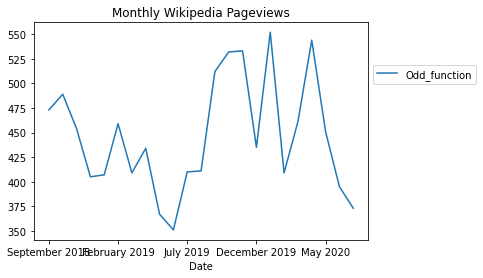 Monthly Wikipedia Pageviews
550
525
500
475
450
425
400
375
350
Odd_function
September 2018 February 2019 July 2019 December 2019 May 2020
Date